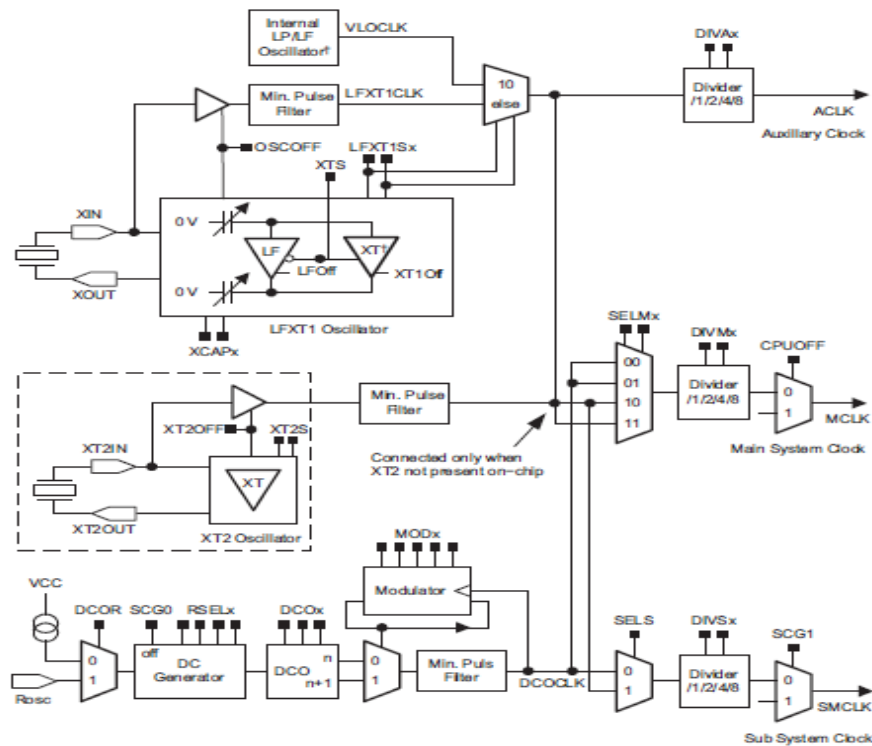 Internal
LP/LF
Oscillator†
VLOCLK
DIVAx
10
else
Min. Pulse
Filter
LFXT1CLK
Divider
/1/2/4/8
ACLK
Auxillary Clock
OSCOFF
LFXT1Sx
XTS
XIN
0 V
LF
XT†
LFOff
XT1Off
0 V
XOUT
LFXT1 Oscillator
XCAPx
SELMx
DIVMx
CPUOFF
00
01
10
11
Divider
/1/2/4/8
0
1
MCLK
Main System Clock
Min. Pulse
Filter
Connected only when
XT2 not present on-chip
XT2OFF
XT2S
XT2IN
XT
XT2OUT
XT2 Oscillator
MODx
Modulator
VCC
DCOR
SCG0
RSELx
DCOx
0
1
off
DC
Generator
DCO
n
n+1
0
1
Min. Puls
Filter
DCOCLK
Rosc
SELS
DIVSx
SCG1
0
1
Divider
/1/2/4/8
0
1
SMCLK
Sub System Clock